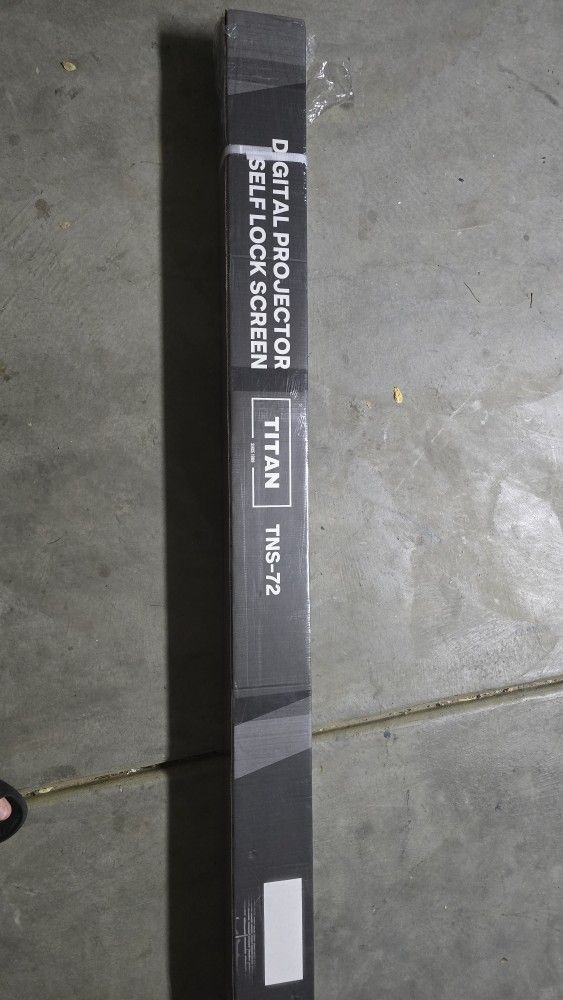 DIGITAL PROJECTOR
SELF LOCK SCREEN
TITAN
TNS-72